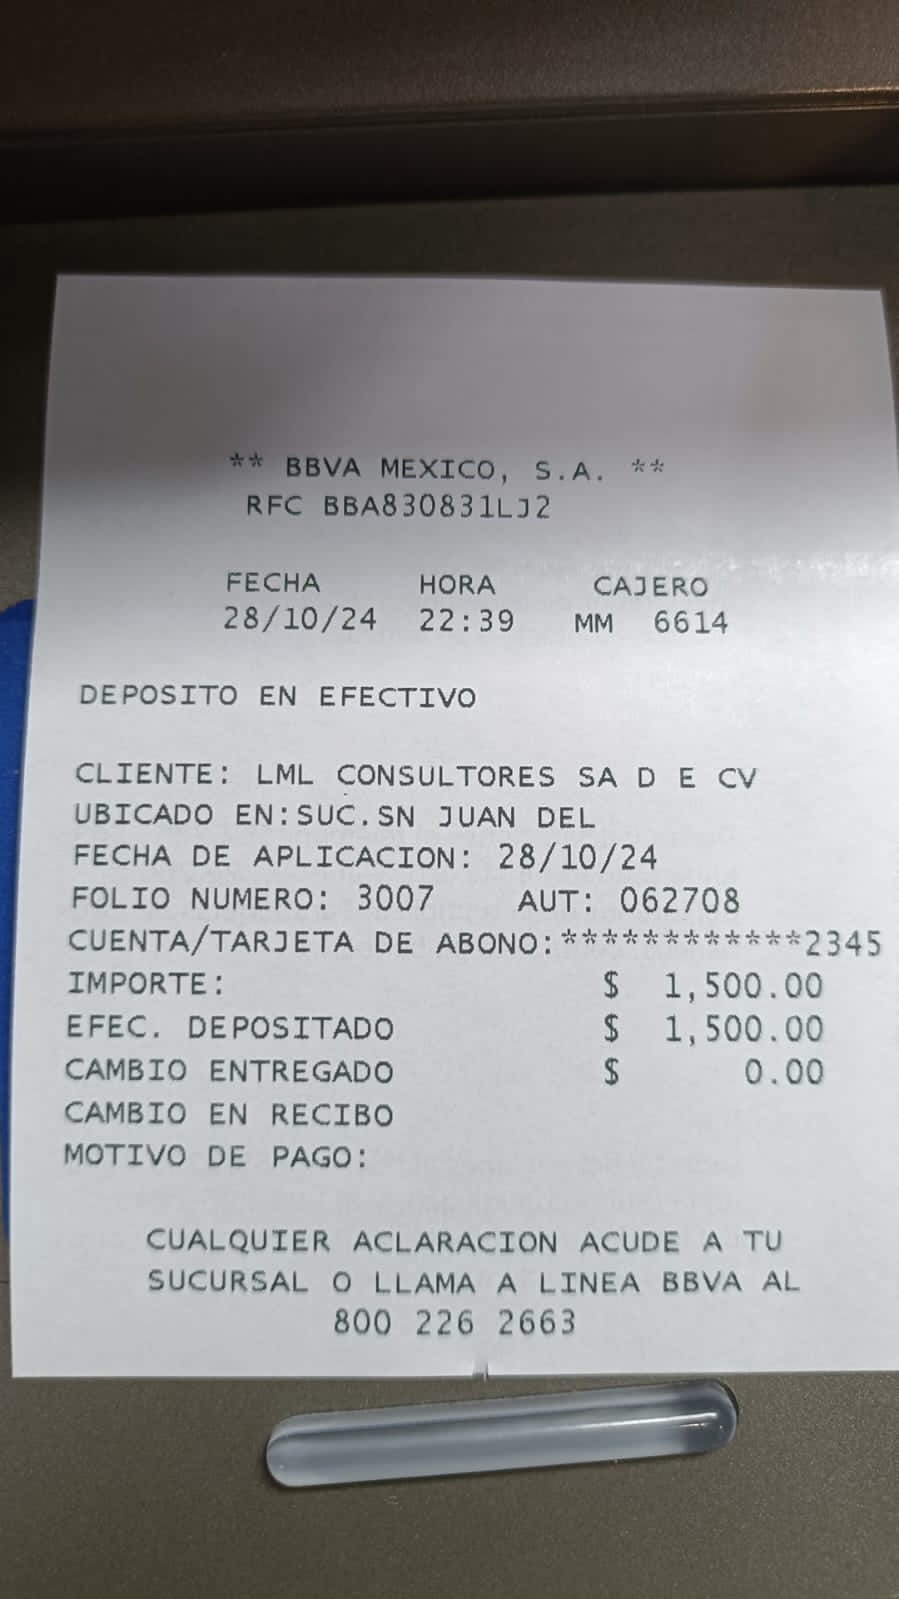 ** BBVA MEXICO, S.A. **
RFC BBA830831LJ2
FECHA HORA CAJERO
28/10/24 22:39 MM 6614
DEPOSITO EN EFECTIVO
CLIENTE: LML CONSULTORES SA D E CV
UBICADO EN:SUC.SN JUAN DEL
FECHA DE APLICACION: 28/10/24
FOLIO NUMERO: 3007 AUT: 062708
CUENTA/TARJETA DE ABONO:************2345
IMPORTE: $ 1,500.00
EFEC. DEPOSITADO $ 1,500.00
CAMBIO ENTREGADO $ 0.00
CAMBIO EN RECIBO
MOTIVO DE PAGO:
CUALQUIER ACLARACION ACUDE A TU
SUCURSAL O LLAMA A LINEA BBVA AL
800 226 2663